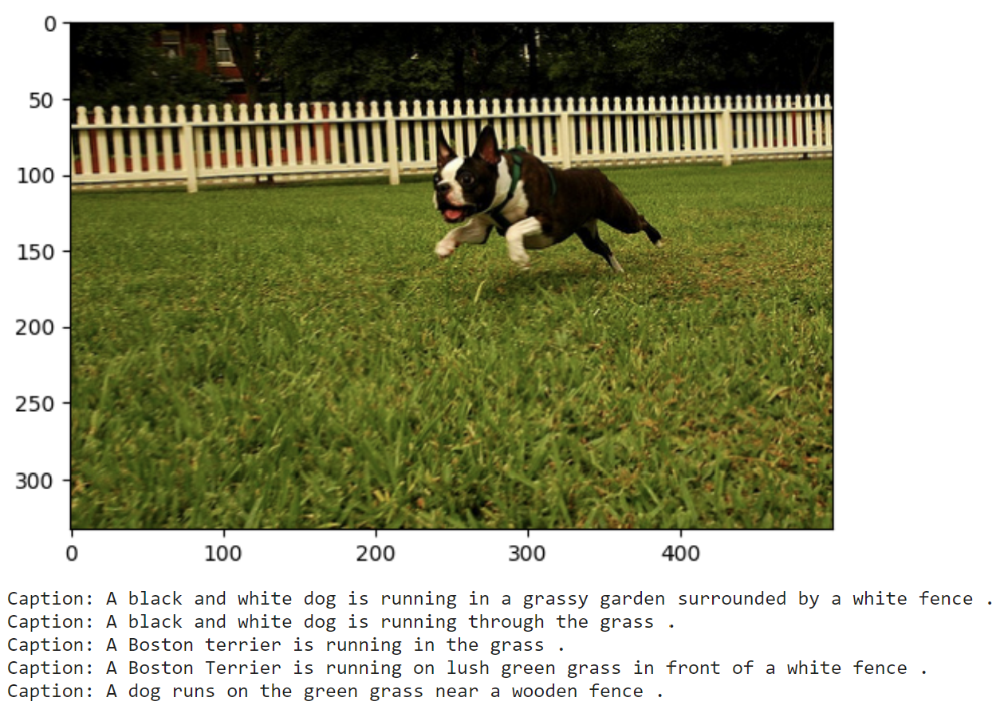 0
50
100
150
200
250
300
0 100 200 300 400
Caption: A black and white dog is running in a grassy garden surrounded by a white fence .
Caption: A black and white dog is running through the grass .
Caption: A Boston terrier is running in the grass .
Caption: A Boston Terrier is running on lush green grass in front of a white fence .
Caption: A dog runs on the green grass near a wooden fence .